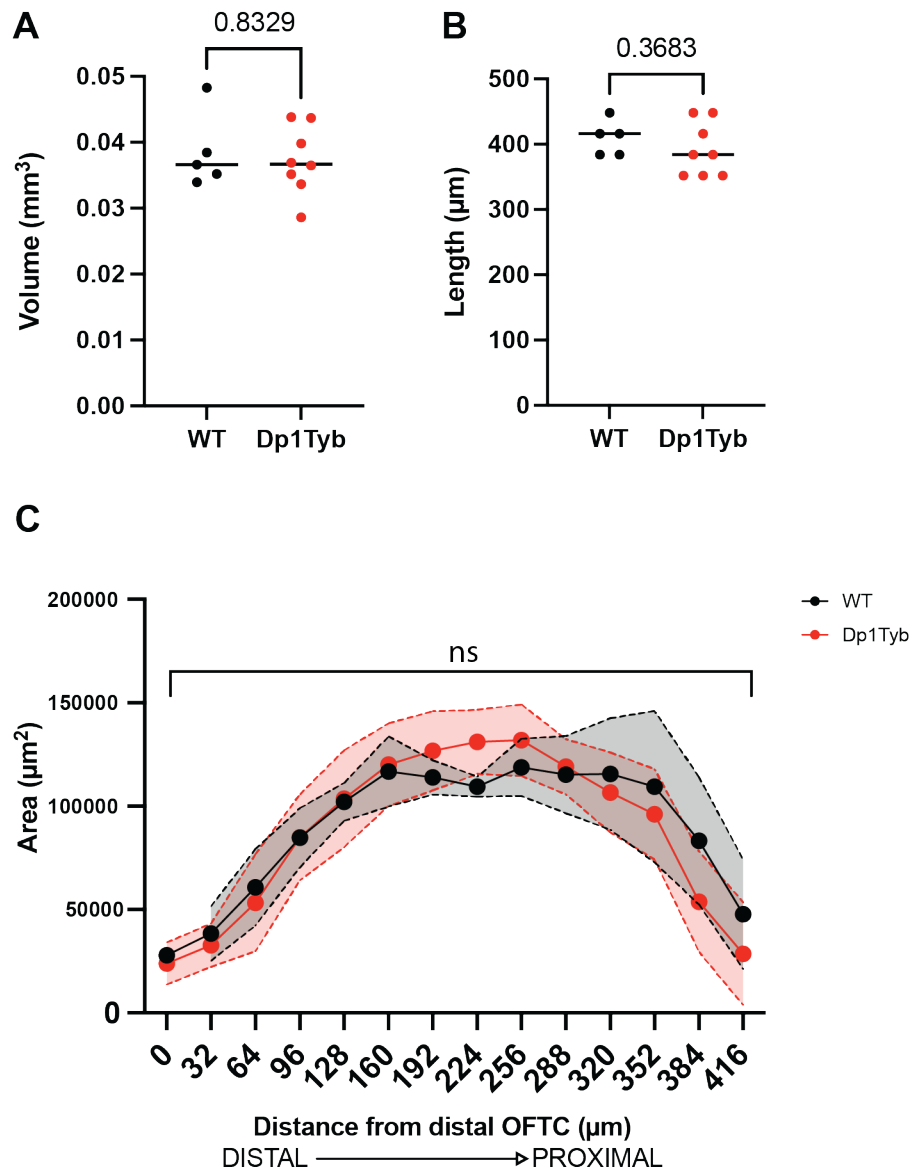 A
0.8329
0.05
0.04
0.03
0.02
0.01
0.00
Volume (mm³)
WT Dp1Tyb
B
0.3683
500
400
300
200
100
0
Length (µm)
WT Dp1Tyb
C
200000
150000
100000
50000
0
Area (µm²)
ns
WT
Dp1Tyb
0 32 64 96 128 160 192 224 256 288 320 352 384 416
Distance from distal OFTC (µm)
DISTAL PROXIMAL